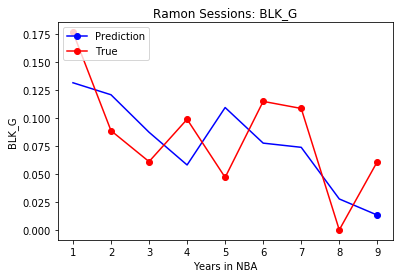 Ramon Sessions: BLK_G
Prediction
True
0.175
0.150
0.125
0.100
0.075
0.050
0.025
0.000
BLK_G
1 2 3 4 5 6 7 8 9
Years in NBA